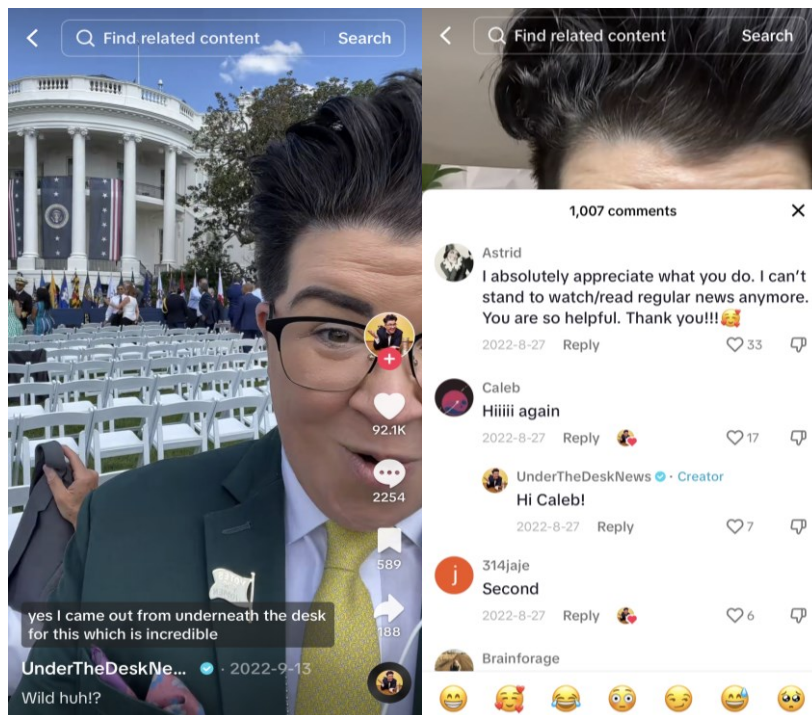 Find related content
Search
92.1K
2254
589
188
yes I came out from underneath the desk
for this which is incredible
UnderTheDeskNe... · 2022-9-13
Wild huh!?
Find related content
Search
1,007 comments
Astrid
I absolutely appreciate what you do. I can't
stand to watch/read regular news anymore.
You are so helpful. Thank you!!!🥰
2022-8-27 Reply 33
Caleb
Hiiiii again
2022-8-27 Reply 17
UnderTheDeskNews · Creator
Hi Caleb!
2022-8-27 Reply 7
j
314jaje
Second
2022-8-27 Reply 6
Brainforage